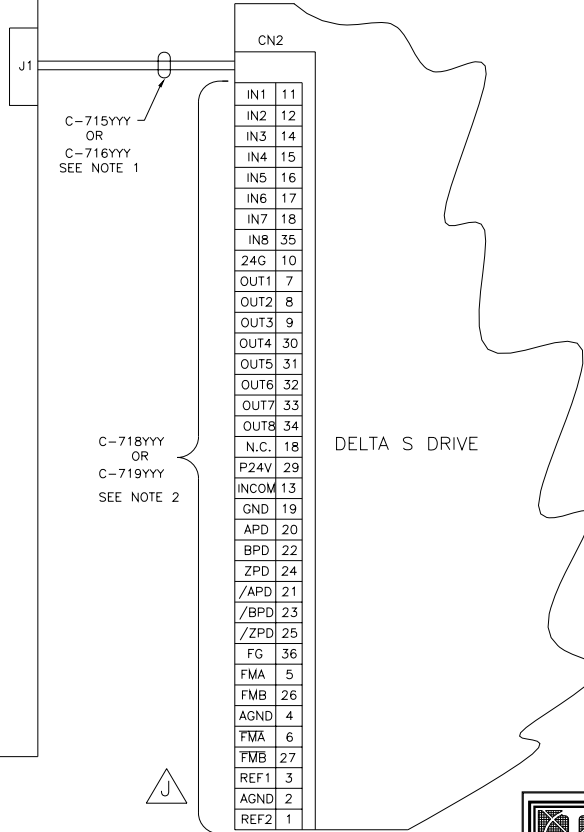 CN2
J1
C-715YYY
OR
C-716YYY
SEE NOTE 1
IN1 11
IN2 12
IN3 14
IN4 15
IN5 16
IN6 17
IN7 18
IN8 35
24G 10
OUT1 7
OUT2 8
OUT3 9
OUT4 30
OUT5 31
OUT6 32
OUT7 33
OUT8 34
N.C. 18
P24V 29
INCOM 13
GND 19
APD 20
BPD 22
ZPD 24
/APD 21
/BPD 23
/ZPD 25
FG 36
FMA 5
FMB 26
AGND 4
F̅M̅A̅ 6
F̅M̅B̅ 27
REF1 3
AGND 2
REF2 1
C-718YYY
OR
C-719YYY
SEE NOTE 2
DELTA S DRIVE
J